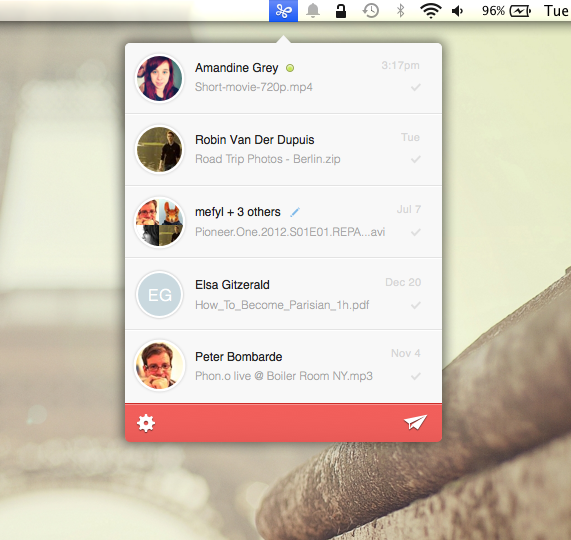 96% Tue
Amandine Grey 3:17pm
Short-movie-720p.mp4
Robin Van Der Dupuis Tue
Road Trip Photos - Berlin.zip
mefyl + 3 others Jul 7
Pioneer.One.2012.S01E01.REPA...avi
EG Elsa Gitzerald Dec 20
How_To_Become_Parisian_1h.pdf
Peter Bombarde Nov 4
Phon.o live @ Boiler Room NY.mp3